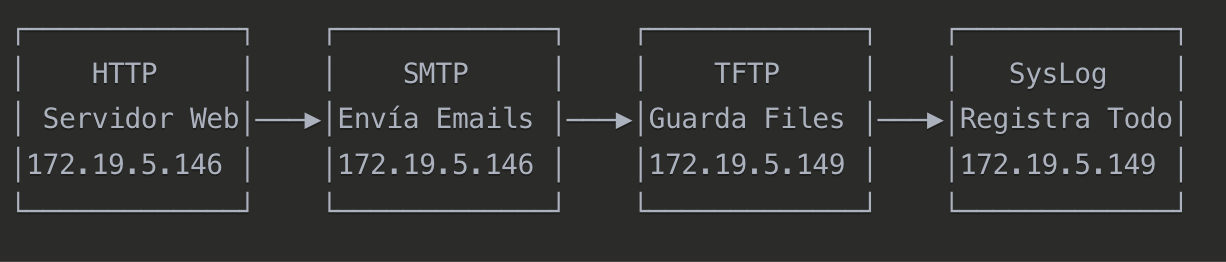 HTTP
Servidor Web
172.19.5.146
SMTP
Envía Emails
172.19.5.146
TFTP
Guarda Files
172.19.5.149
SysLog
Registra Todo
172.19.5.149